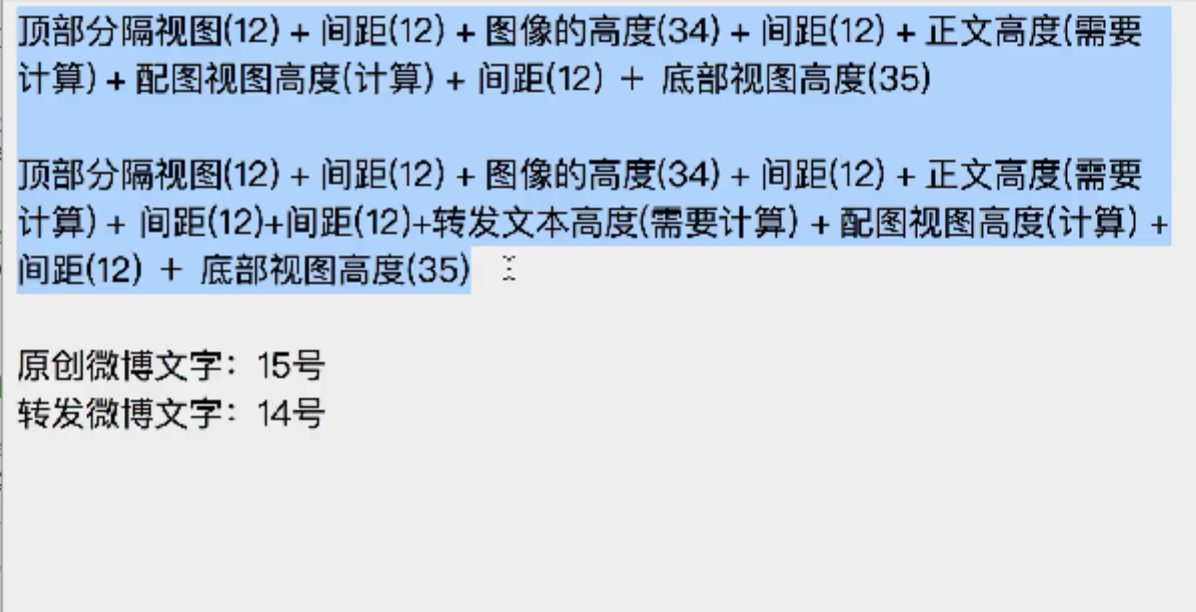 顶部分隔视图(12) + 间距(12) + 图像的高度(34) + 间距(12) + 正文高度(需要
计算) + 配图视图高度(计算) + 间距(12) ＋ 底部视图高度(35)
顶部分隔视图(12) + 间距(12) + 图像的高度(34) + 间距(12) + 正文高度(需要
计算) + 间距(12)+间距(12)+转发文本高度(需要计算) + 配图视图高度(计算) +
间距(12) ＋ 底部视图高度(35)
原创微博文字：15号
转发微博文字：14号